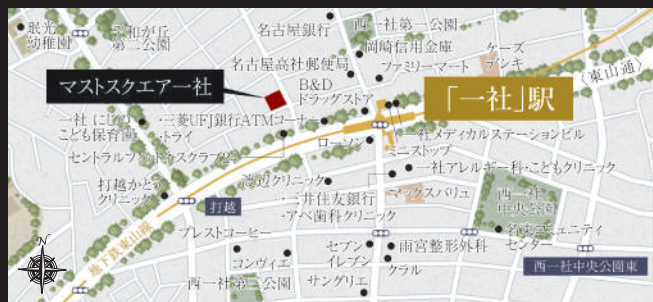 珉光
幼稚園
平和が丘
第二公園
名古屋銀行
西一社第一公園
岡崎信用金庫
名古屋高社郵便局
ファミリーマート
ケーズ
デンキ
〈東山通〉
マストスクエア一社
B&D
ドラッグストア
「一社」駅
一社 にじの
こども保育園
・三菱UFJ銀行ATMコーナー
・トライ
セントラルフィットネスクラブ24
ローソン
一社メディカルステーションビル
ミニストップ
一社アレルギー科・こどもクリニック
打越かとう
クリニック
渡辺クリニック
・三井住友銀行
・アベ歯科クリニック
マックスバリュ
西一社
中央公園
打越
地下鉄東山線
ブレストコーヒー
名東コミュニティ
センター
コンヴィエ
西一社第二公園
セブン
イレブン
サングリエ
雨宮整形外科
クラル
西一社中央公園東
N